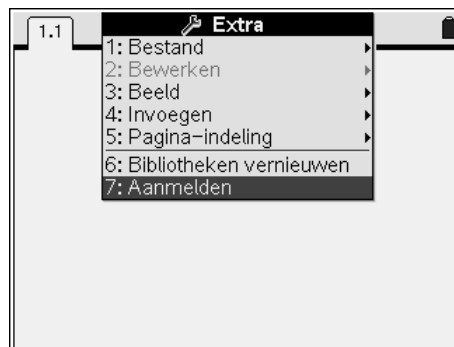 1.1
Extra
1: Bestand
2: Bewerken
3: Beeld
4: Invoegen
5: Pagina-indeling
6: Bibliotheken vernieuwen
7: Aanmelden